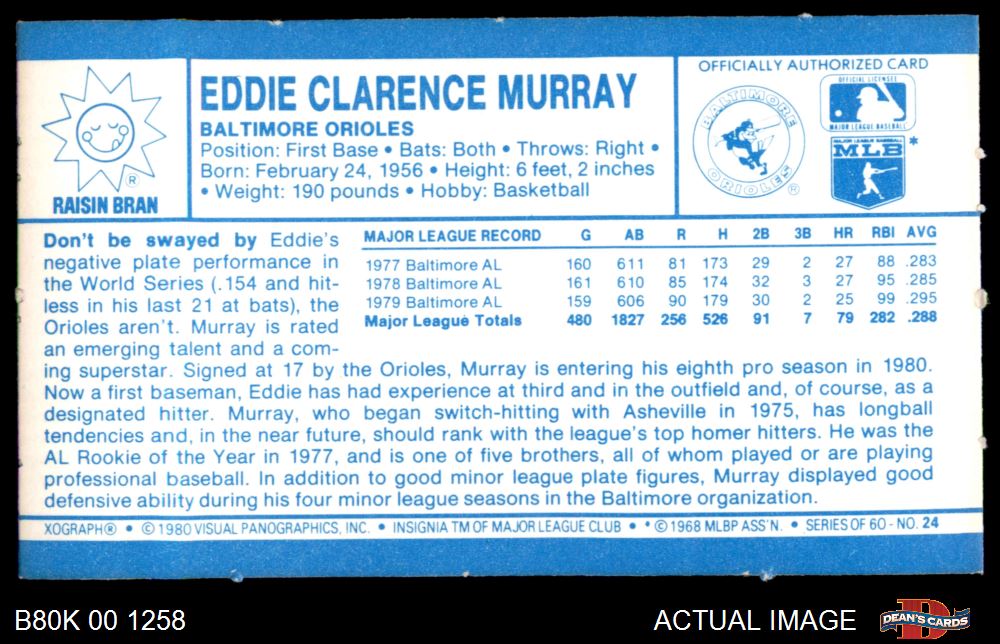 EDDIE CLARENCE MURRAY
BALTIMORE ORIOLES
Position: First Base • Bats: Both • Throws: Right •
Born: February 24, 1956 • Height: 6 feet, 2 inches
• Weight: 190 pounds • Hobby: Basketball
®
RAISIN BRAN
OFFICIALLY AUTHORIZED CARD
BALTIMORE
ORIOLES
®
OFFICIAL LICENSEE
MAJOR LEAGUE BASEBALL
MAJOR LEAGUE BASEBALL
MLB *
Don't be swayed by Eddie's
negative plate performance in
the World Series (.154 and hit-
less in his last 21 at bats), the
Orioles aren't. Murray is rated
an emerging talent and a com-
MAJOR LEAGUE RECORD G AB R H 2B 3B HR RBI AVG
1977 Baltimore AL 160 611 81 173 29 2 27 88 .283
1978 Baltimore AL 161 610 85 174 32 3 27 95 .285
1979 Baltimore AL 159 606 90 179 30 2 25 99 .295
Major League Totals 480 1827 256 526 91 7 79 282 .288
ing superstar. Signed at 17 by the Orioles, Murray is entering his eighth pro season in 1980.
Now a first baseman, Eddie has had experience at third and in the outfield and, of course, as a
designated hitter. Murray, who began switch-hitting with Asheville in 1975, has longball
tendencies and, in the near future, should rank with the league's top homer hitters. He was the
AL Rookie of the Year in 1977, and is one of five brothers, all of whom played or are playing
professional baseball. In addition to good minor league plate figures, Murray displayed good
defensive ability during his four minor league seasons in the Baltimore organization.
XOGRAPH® • © 1980 VISUAL PANOGRAPHICS, INC. • INSIGNIA TM OF MAJOR LEAGUE CLUB • * © 1968 MLBP ASS'N. • SERIES OF 60 - NO. 24
B80K 00 1258
ACTUAL IMAGE
D
DEAN'S CARDS